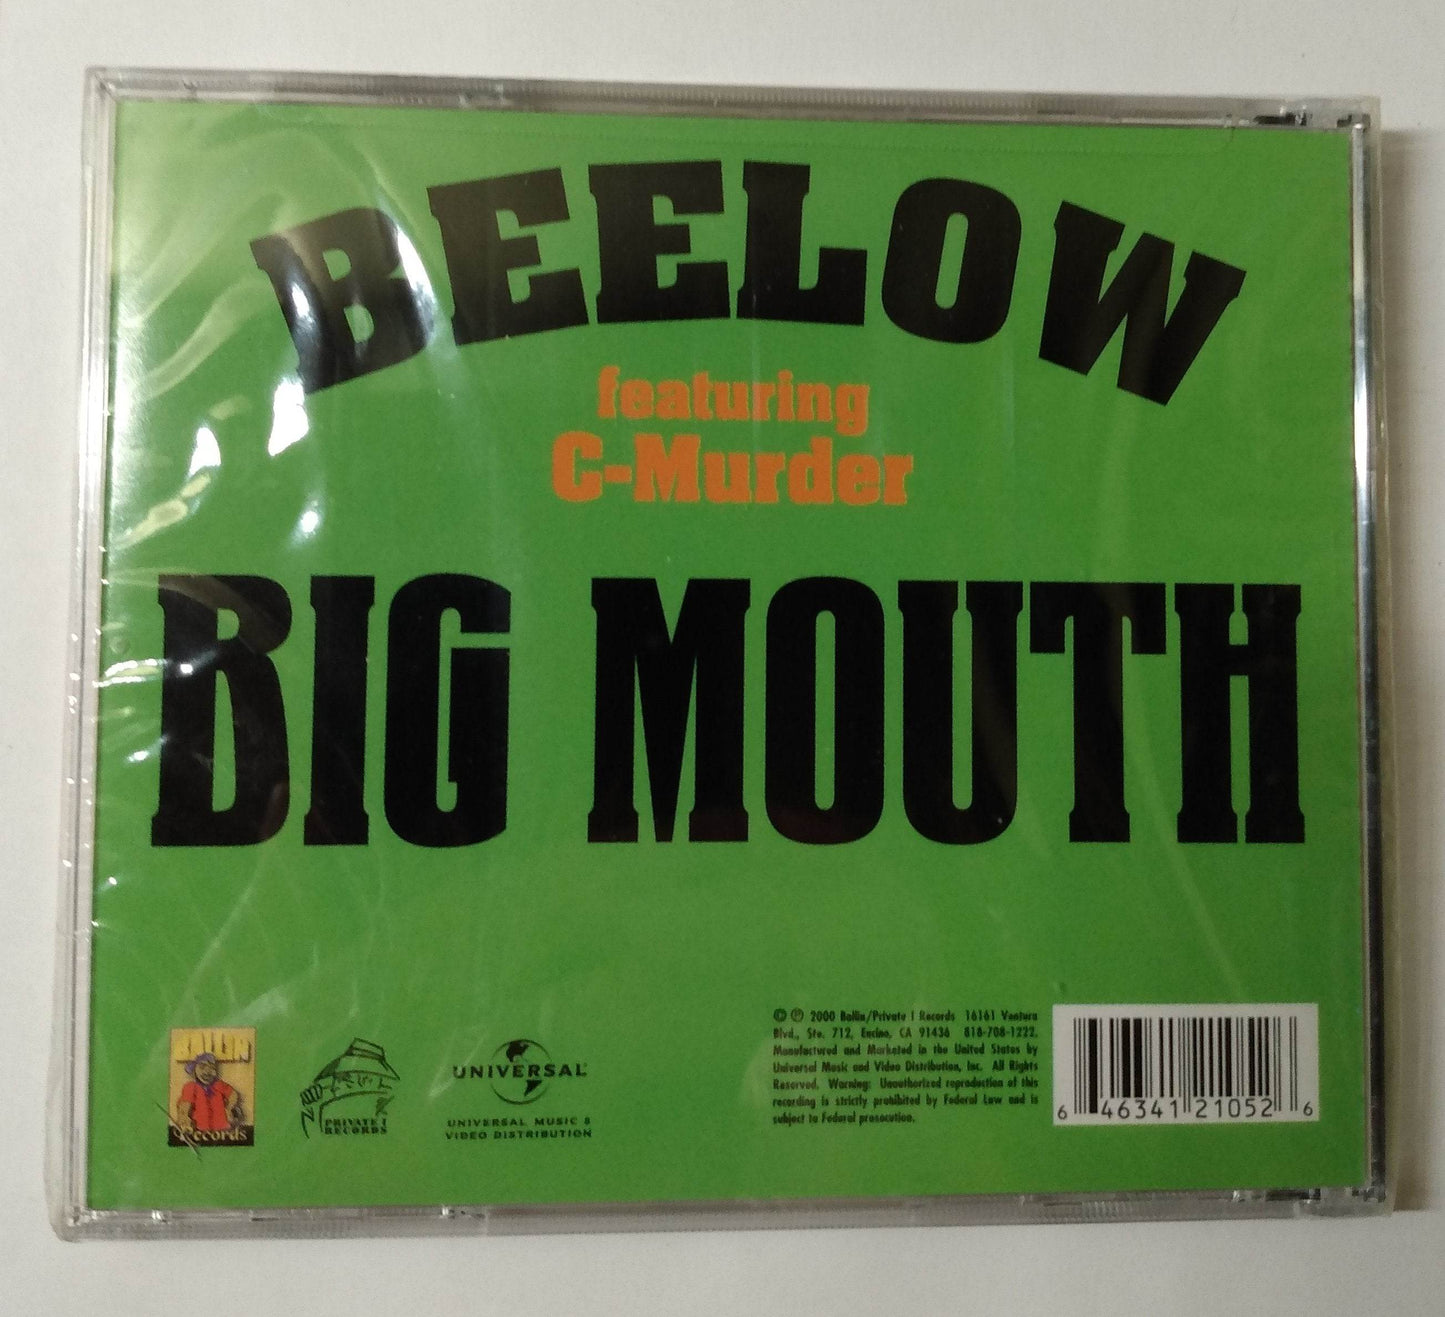 BEELOW
featuring
C-Murder
BIG MOUTH
BALLIN
Records
PRIVATE I
RECORDS
UNIVERSAL
UNIVERSAL MUSIC &
VIDEO DISTRIBUTION
© ℗ 2000 Ballin/Private I Records 16161 Ventura
Blvd., Ste. 712, Encino, CA 91436 818-708-1222.
Manufactured and Marketed in the United States by
Universal Music and Video Distribution, Inc. All Rights
Reserved. Warning: Unauthorized reproduction of this
recording is strictly prohibited by Federal Law and is
subject to Federal prosecution.
6 46341 21052 6